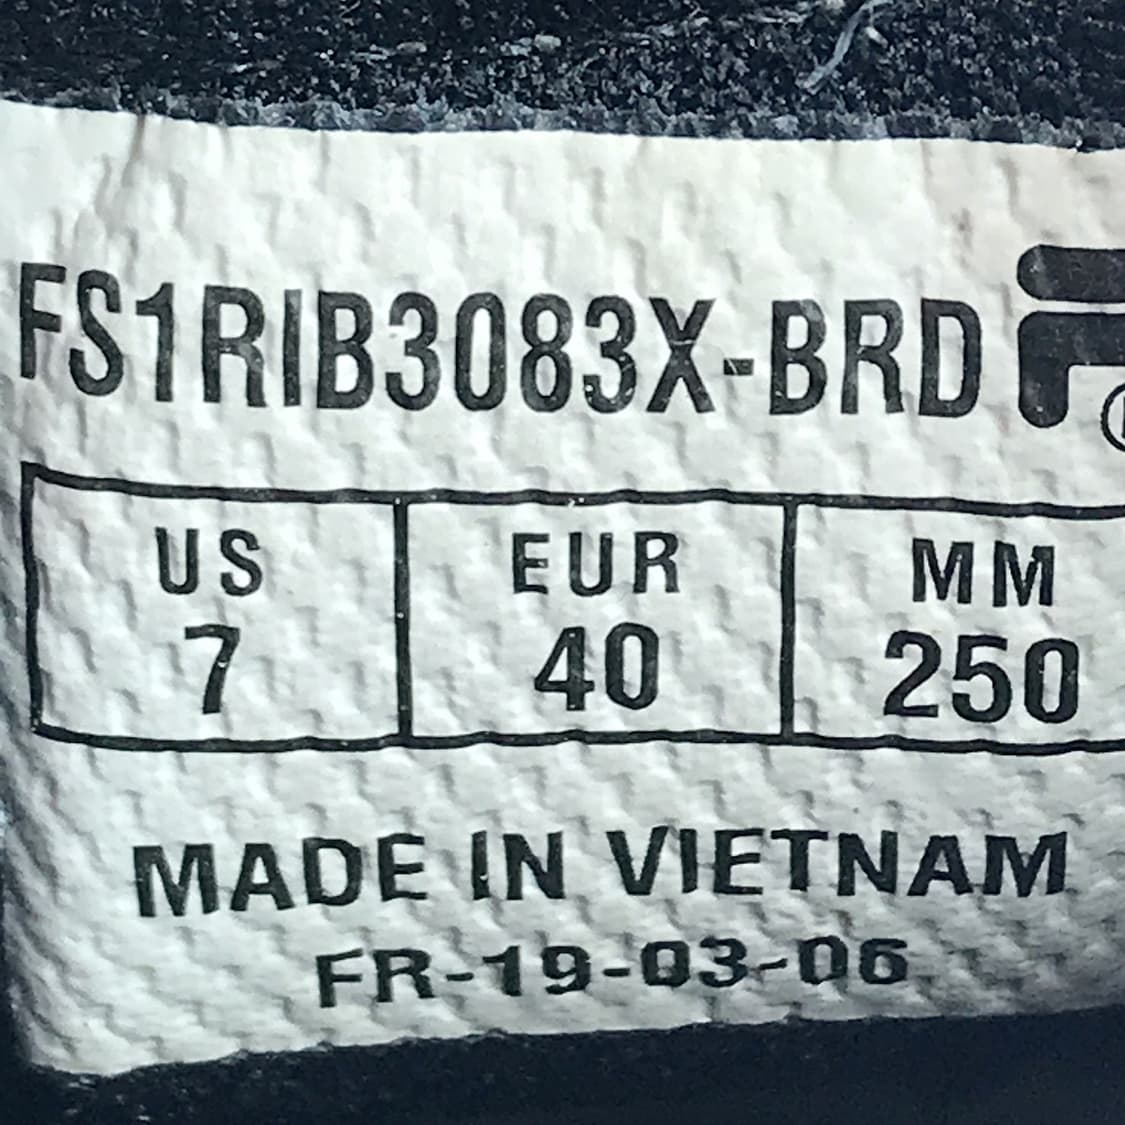 FS1RIB3083X-BRD
US EUR MM
7 40 250
MADE IN VIETNAM
FR-19-03-06